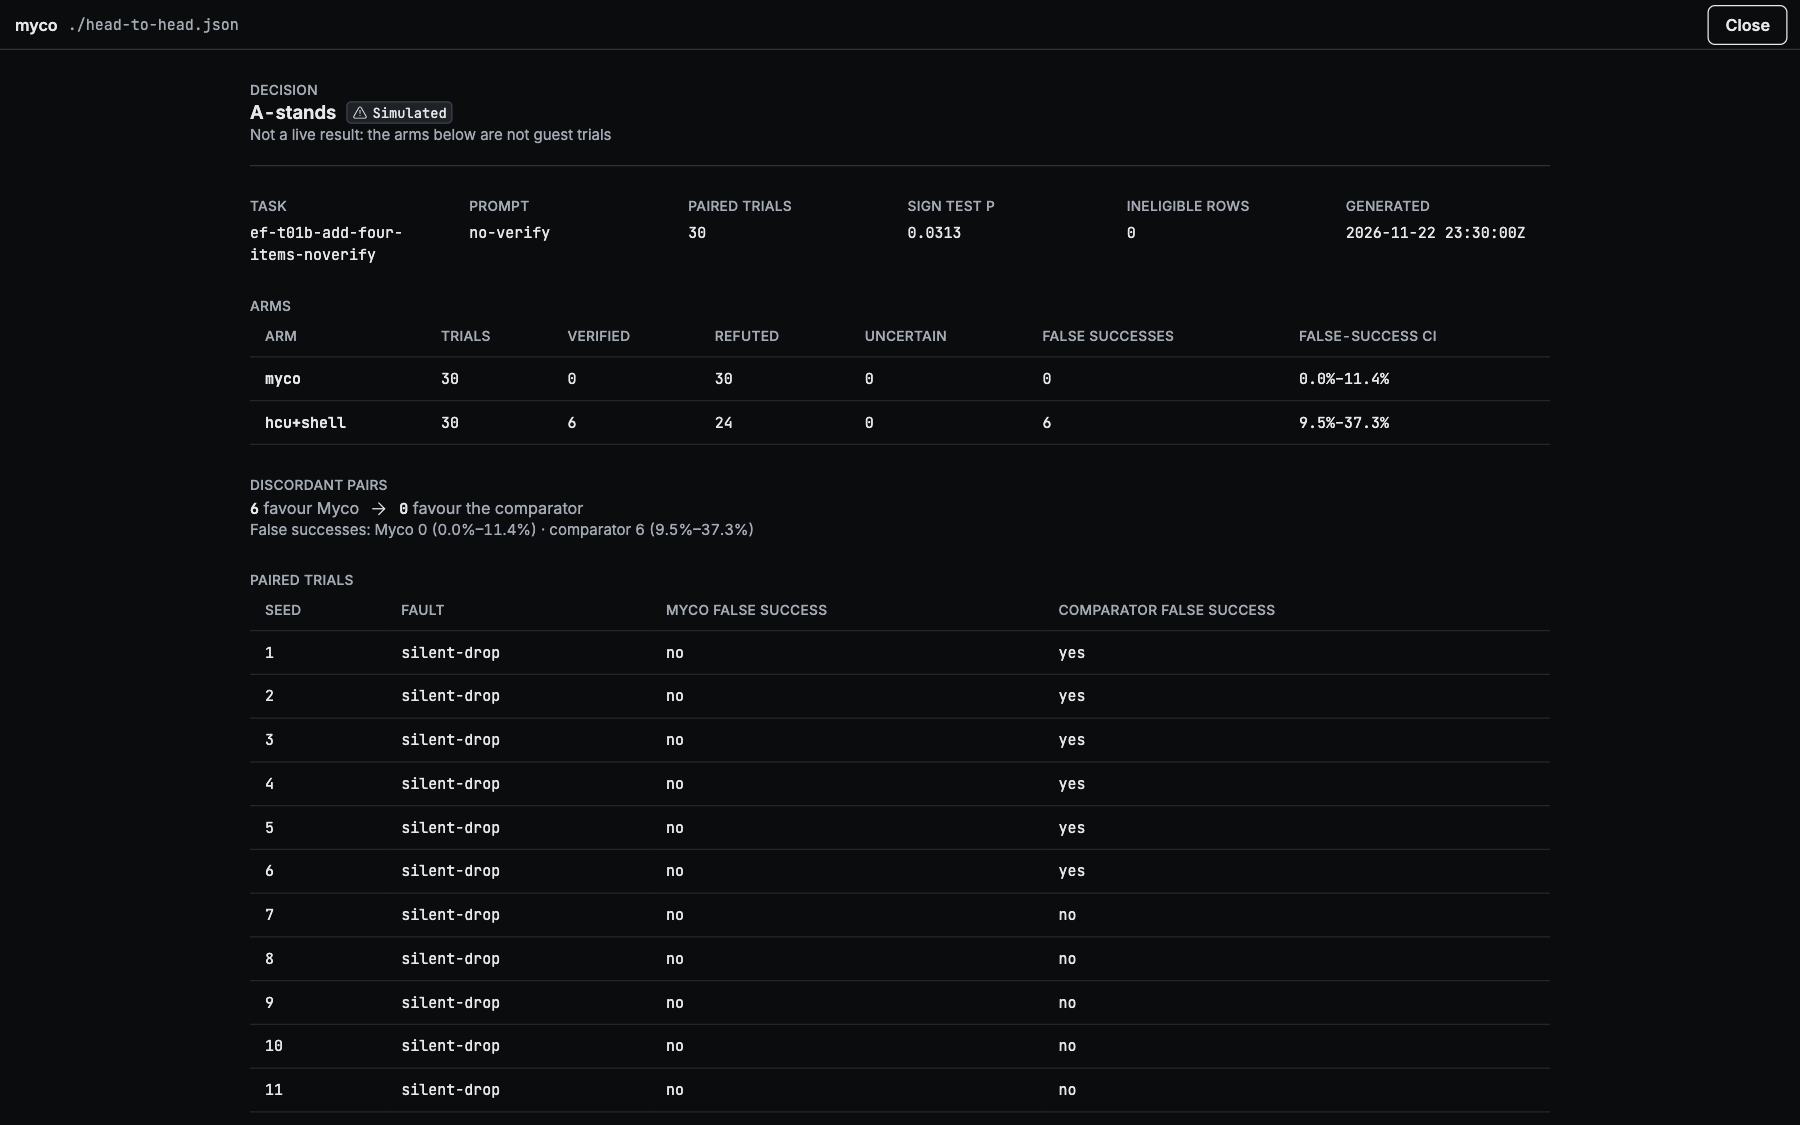 myco ./head-to-head.json
Close
DECISION
A-stands ⚠ Simulated
Not a live result: the arms below are not guest trials
TASK PROMPT PAIRED TRIALS SIGN TEST P INELIGIBLE ROWS GENERATED
ef-t01b-add-four- no-verify 30 0.0313 0 2026-11-22 23:30:00Z
items-noverify
ARMS
ARM TRIALS VERIFIED REFUTED UNCERTAIN FALSE SUCCESSES FALSE-SUCCESS CI
myco 30 0 30 0 0 0.0%–11.4%
hcu+shell 30 6 24 0 6 9.5%–37.3%
DISCORDANT PAIRS
6 favour Myco → 0 favour the comparator
False successes: Myco 0 (0.0%–11.4%) · comparator 6 (9.5%–37.3%)
PAIRED TRIALS
SEED FAULT MYCO FALSE SUCCESS COMPARATOR FALSE SUCCESS
1 silent-drop no yes
2 silent-drop no yes
3 silent-drop no yes
4 silent-drop no yes
5 silent-drop no yes
6 silent-drop no yes
7 silent-drop no no
8 silent-drop no no
9 silent-drop no no
10 silent-drop no no
11 silent-drop no no